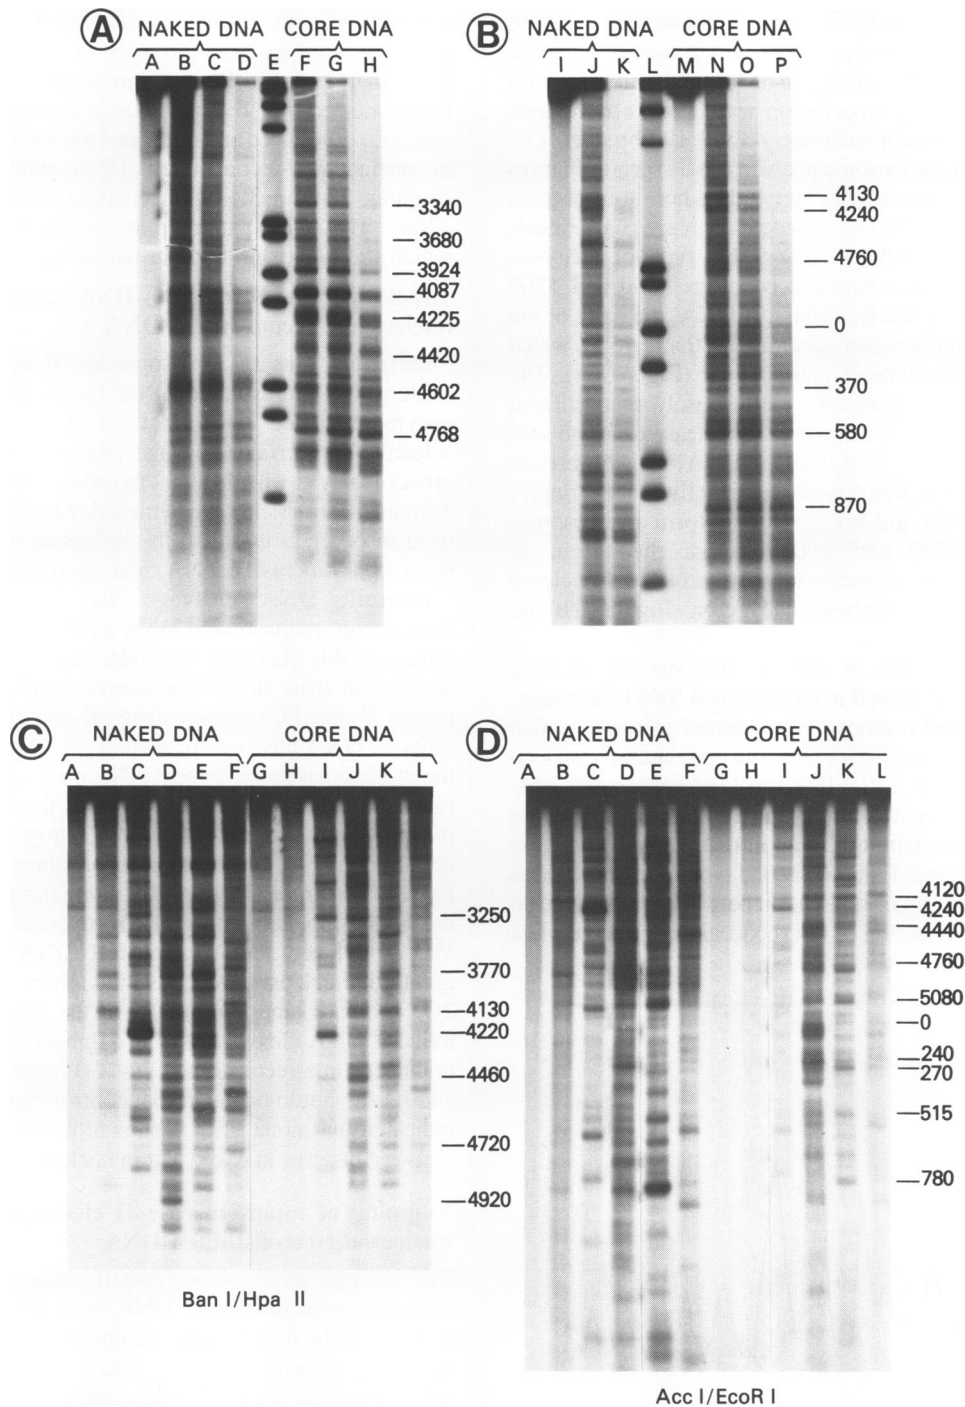 A
NAKED DNA CORE DNA
A B C D E F G H
3340
3680
3924
4087
4225
4420
4602
4768
B
NAKED DNA CORE DNA
I J K L M N O P
4130
4240
4760
0
370
580
870
C
NAKED DNA CORE DNA
A B C D E F G H I J K L
3250
3770
4130
4220
4460
4720
4920
Ban I/Hpa II
D
NAKED DNA CORE DNA
A B C D E F G H I J K L
4120
4240
4440
4760
5080
0
240
270
515
780
Acc I/EcoR I